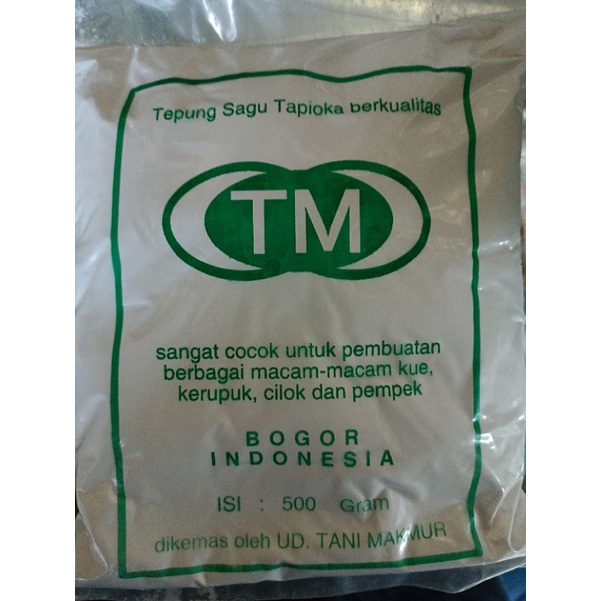 Tepung Sagu Tapioka berkualitas
TM
sangat cocok untuk pembuatan
berbagai macam-macam kue,
kerupuk, cilok dan pempek
BOGOR
INDONESIA
ISI : 500 Gram
dikemas oleh UD. TANI MAKMUR